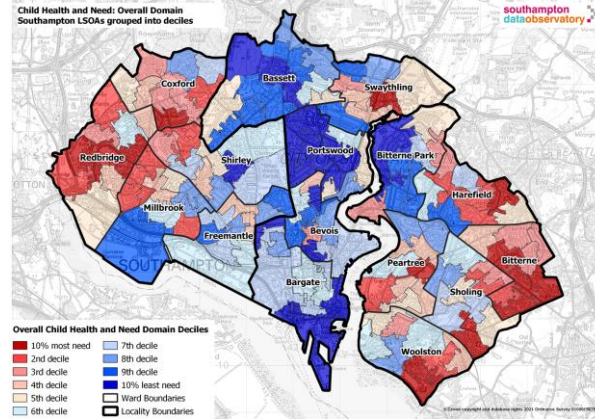 Child Health and Need: Overall Domain
Southampton LSOAs grouped into deciles
southampton
dataobservatory
Coxford
Bassett
Swaythling
Redbridge
Shirley
Portswood
Bitterne Park
Harefield
Millbrook
Freemantle
Bevois
SOUTHAMPTON
Peartree
Bitterne
Bargate
Sholing
Woolston
Overall Child Health and Need Domain Deciles
10% most need
2nd decile
3rd decile
4th decile
5th decile
6th decile
7th decile
8th decile
9th decile
10% least need
Ward Boundaries
Locality Boundaries